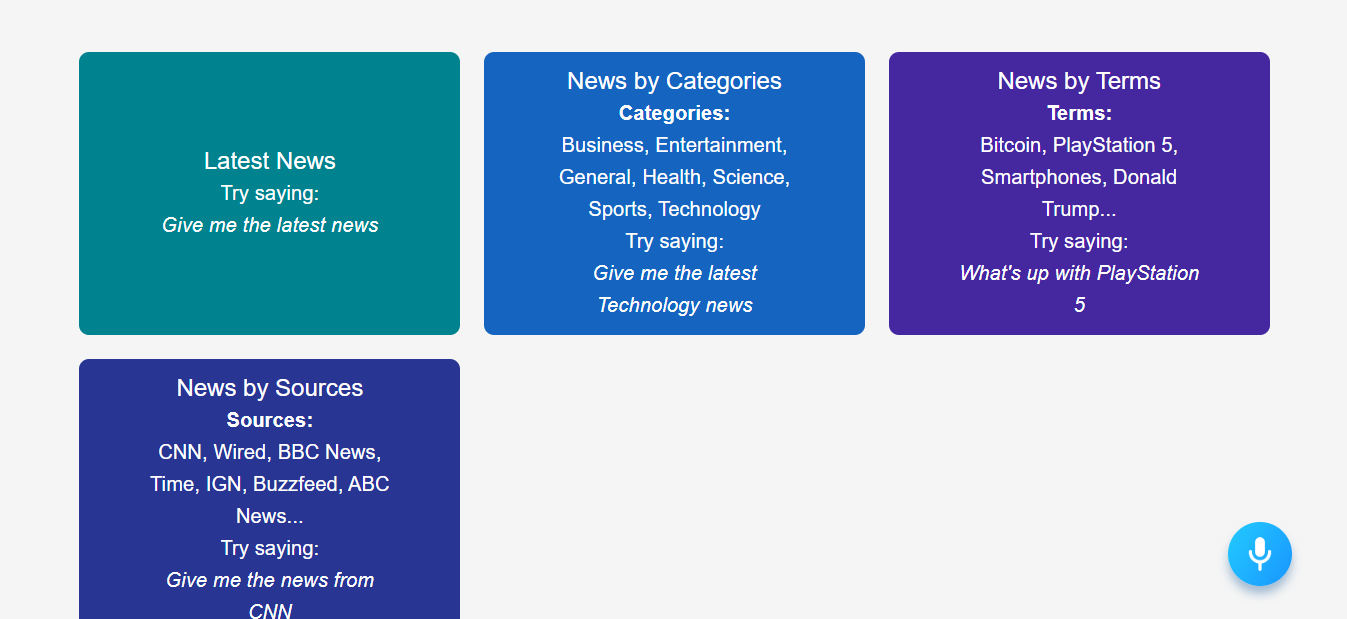 Latest News
Try saying:
Give me the latest news
News by Categories
Categories:
Business, Entertainment,
General, Health, Science,
Sports, Technology
Try saying:
Give me the latest
Technology news
News by Terms
Terms:
Bitcoin, PlayStation 5,
Smartphones, Donald
Trump...
Try saying:
What's up with PlayStation
5
News by Sources
Sources:
CNN, Wired, BBC News,
Time, IGN, Buzzfeed, ABC
News...
Try saying:
Give me the news from
CNN